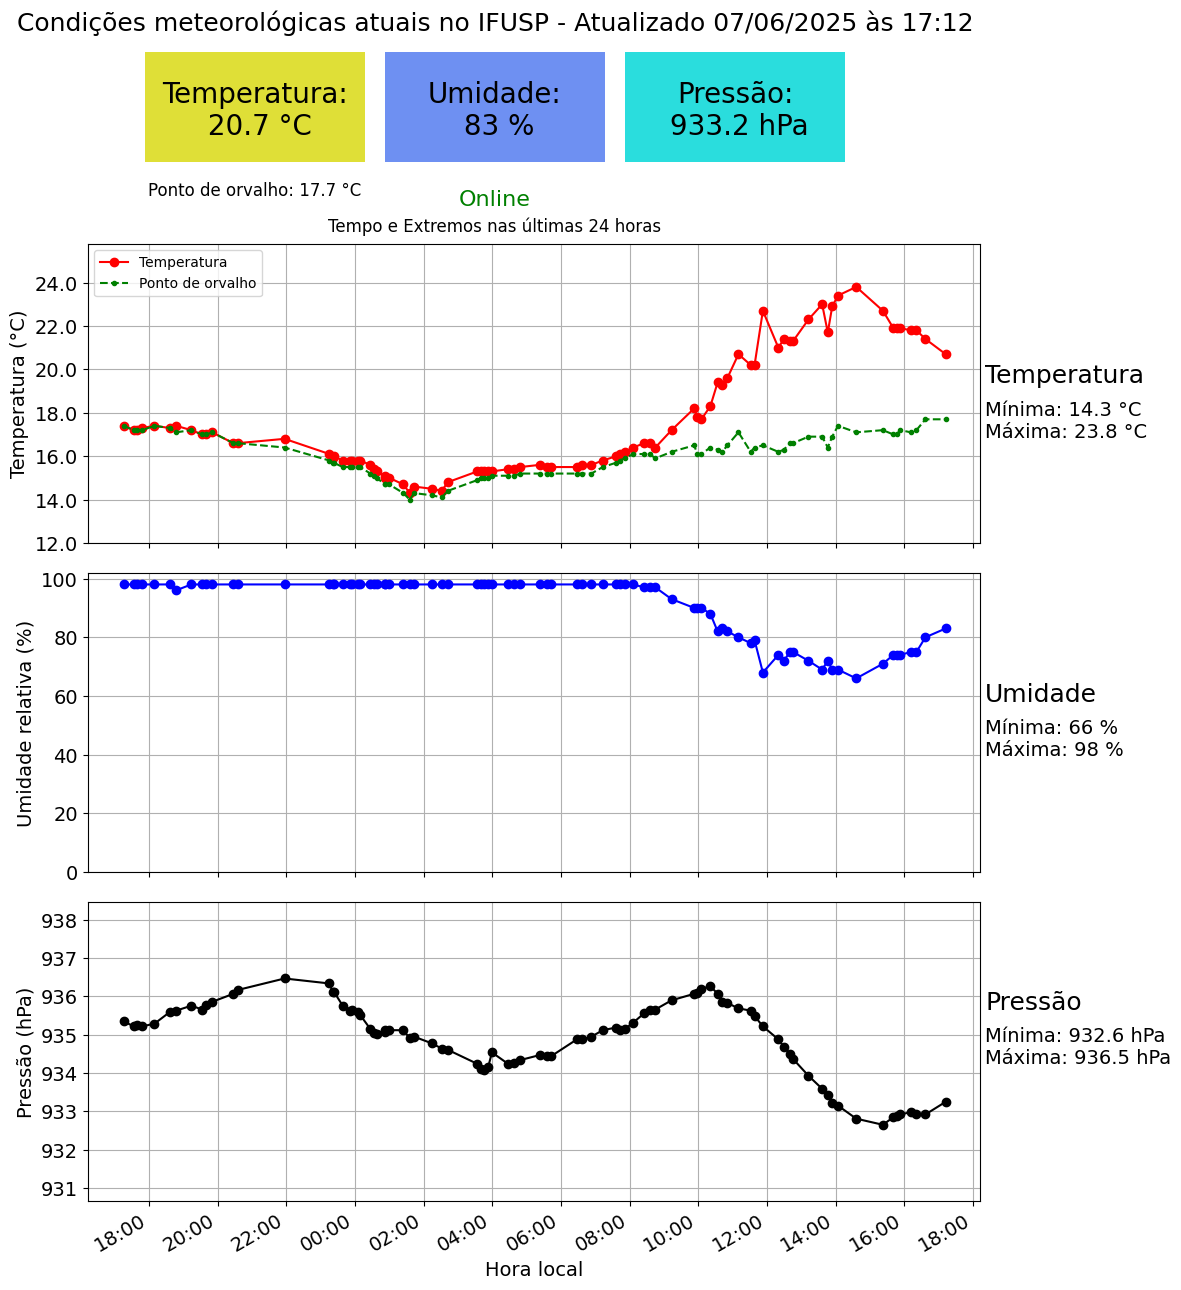 Condições meteorológicas atuais no IFUSP - Atualizado 07/06/2025 às 17:12
Temperatura:
20.7 °C
Umidade:
83 %
Pressão:
933.2 hPa
Ponto de orvalho: 17.7 °C
Online
Tempo e Extremos nas últimas 24 horas
Temperatura
Ponto de orvalho
Temperatura (°C)
24.0
22.0
20.0
18.0
16.0
14.0
12.0
Temperatura
Mínima: 14.3 °C
Máxima: 23.8 °C
Umidade relativa (%)
100
80
60
40
20
0
Umidade
Mínima: 66 %
Máxima: 98 %
Pressão (hPa)
938
937
936
935
934
933
932
931
Pressão
Mínima: 932.6 hPa
Máxima: 936.5 hPa
18:00 20:00 22:00 00:00 02:00 04:00 06:00 08:00 10:00 12:00 14:00 16:00 18:00
Hora local